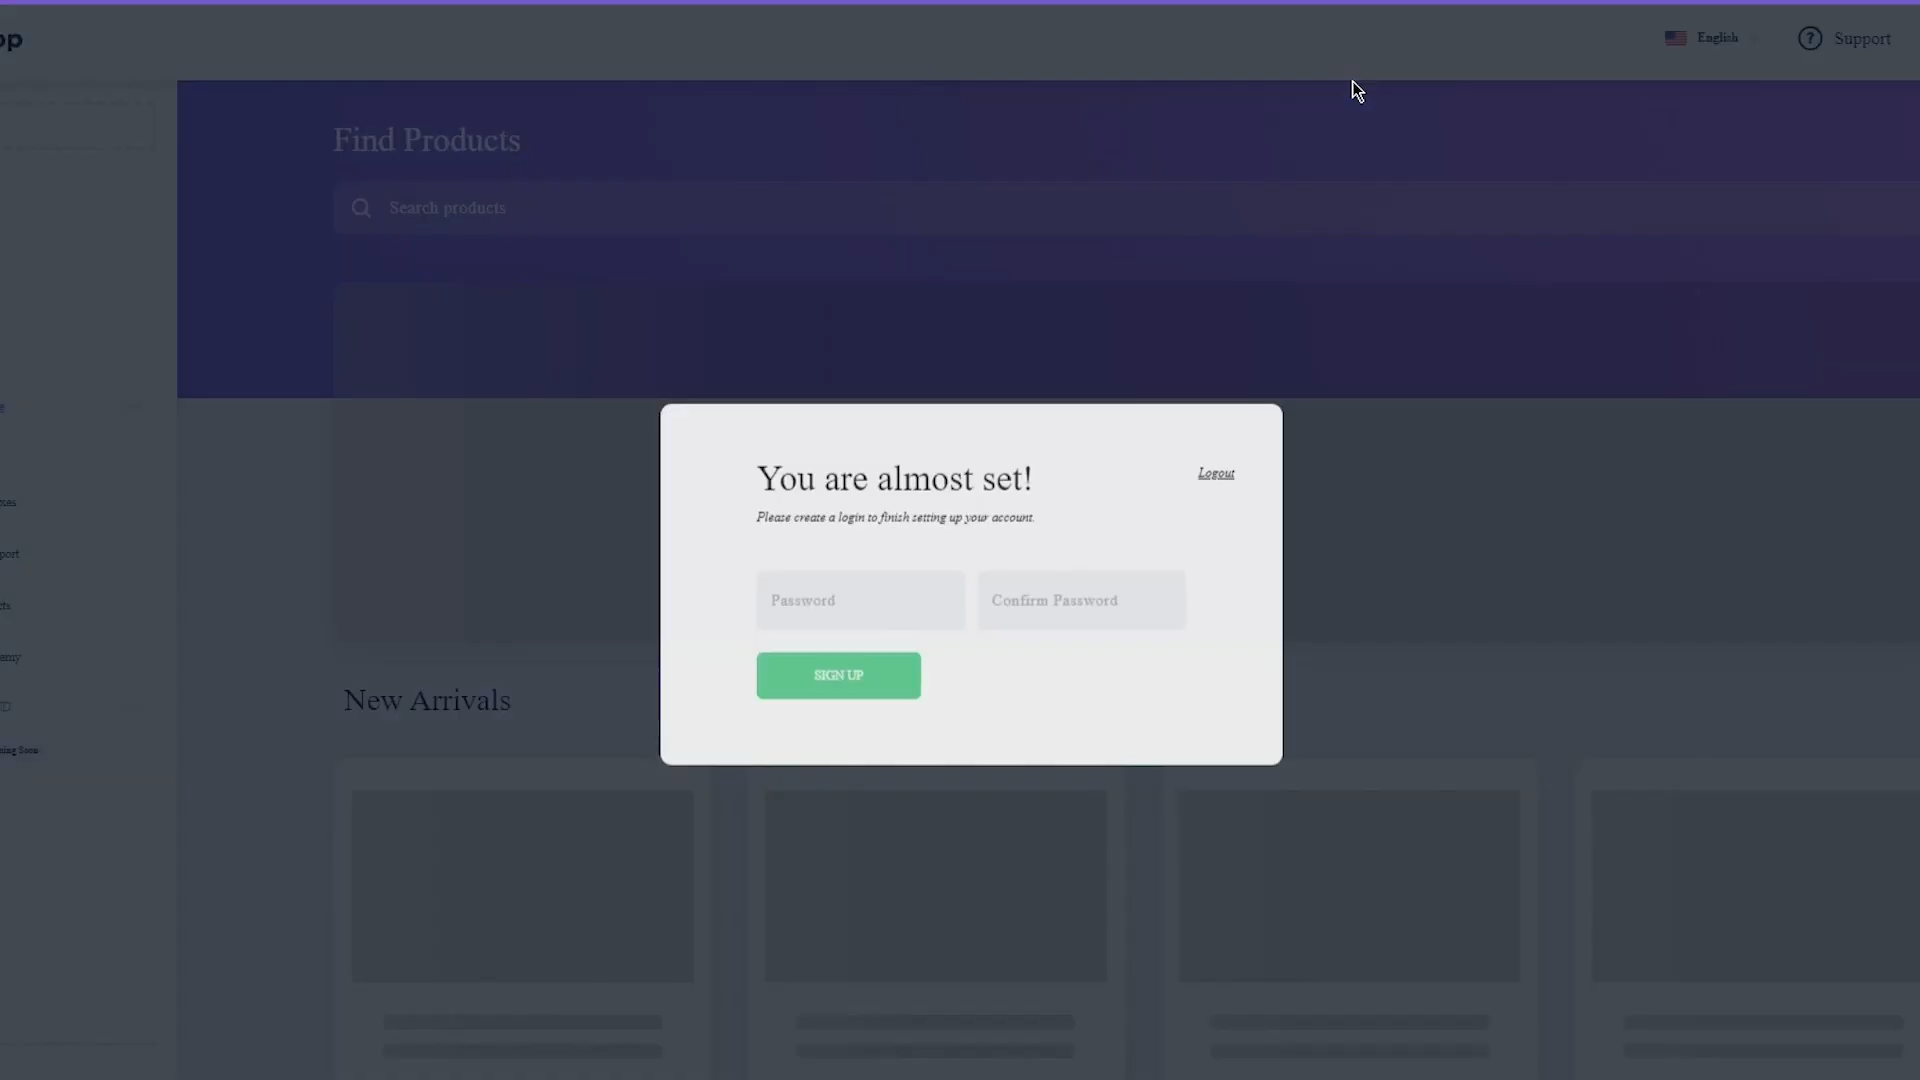 English
Support
Find Products
Search products
You are almost set!
Logout
Please create a login to finish setting up your account.
Password
Confirm Password
SIGN UP
New Arrivals
Soon